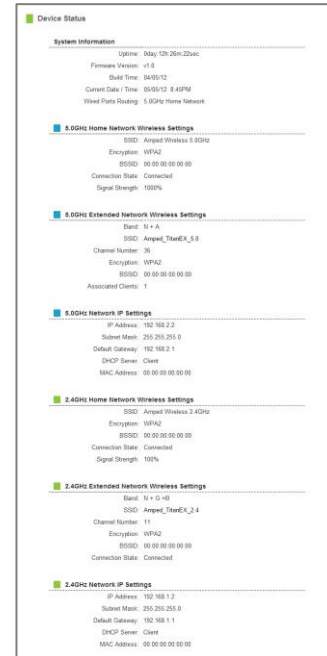 Device Status
System Information
Uptime: 0day:12h:26m:22sec
Firmware Version: v1.0
Build Time: 04/05/12
Current Date / Time: 05/05/12 8:45PM
Wired Ports Routing: 5.0GHz Home Network
5.0GHz Home Network Wireless Settings
SSID: Amped Wireless 5.0GHz
Encryption: WPA2
BSSID: 00:00:00:00:00:00
Connection State: Connected
Signal Strength: 1000%
5.0GHz Extended Network Wireless Settings
Band: N + A
SSID: Amped_TitanEX_5.0
Channel Number: 36
Encryption: WPA2
BSSID: 00:00:00:00:00:00
Associated Clients: 1
5.0GHz Network IP Settings
IP Address: 192.168.2.2
Subnet Mask: 255.255.255.0
Default Gateway: 192.168.2.1
DHCP Server: Client
MAC Address: 00:00:00:00:00:00
2.4GHz Home Network Wireless Settings
SSID: Amped Wireless 2.4GHz
Encryption: WPA2
BSSID: 00:00:00:00:00:00
Connection State: Connected
Signal Strength: 100%
2.4GHz Extended Network Wireless Settings
Band: N + G +B
SSID: Amped_TitanEX_2.4
Channel Number: 11
Encryption: WPA2
BSSID: 00:00:00:00:00:00
Connection State: Connected
2.4GHz Network IP Settings
IP Address: 192.168.1.2
Subnet Mask: 255.255.255.0
Default Gateway: 192.168.1.1
DHCP Server: Client
MAC Address: 00:00:00:00:00:00